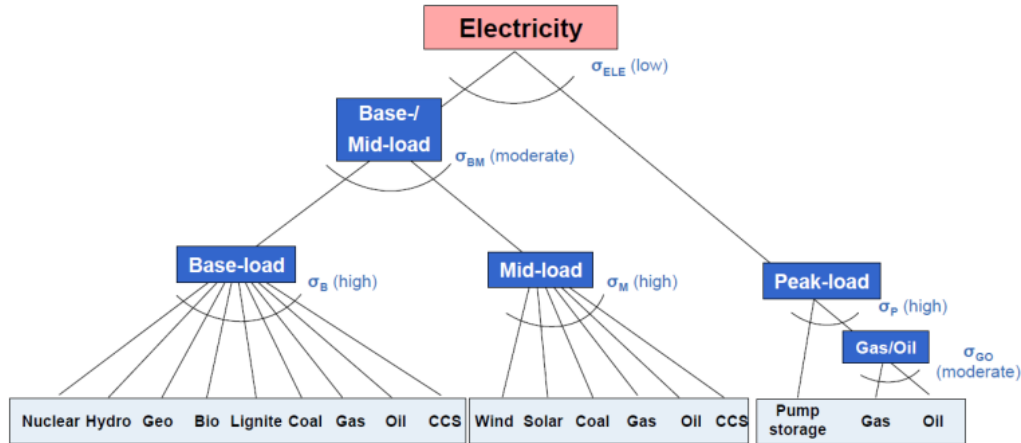 Electricity
σELE (low)
Base-/
Mid-load
σBM (moderate)
Base-load
σB (high)
Mid-load
σM (high)
Peak-load
σP (high)
Gas/Oil
σGO
(moderate)
Nuclear Hydro Geo Bio Lignite Coal Gas Oil CCS
Wind Solar Coal Gas Oil CCS
Pump
storage
Gas Oil